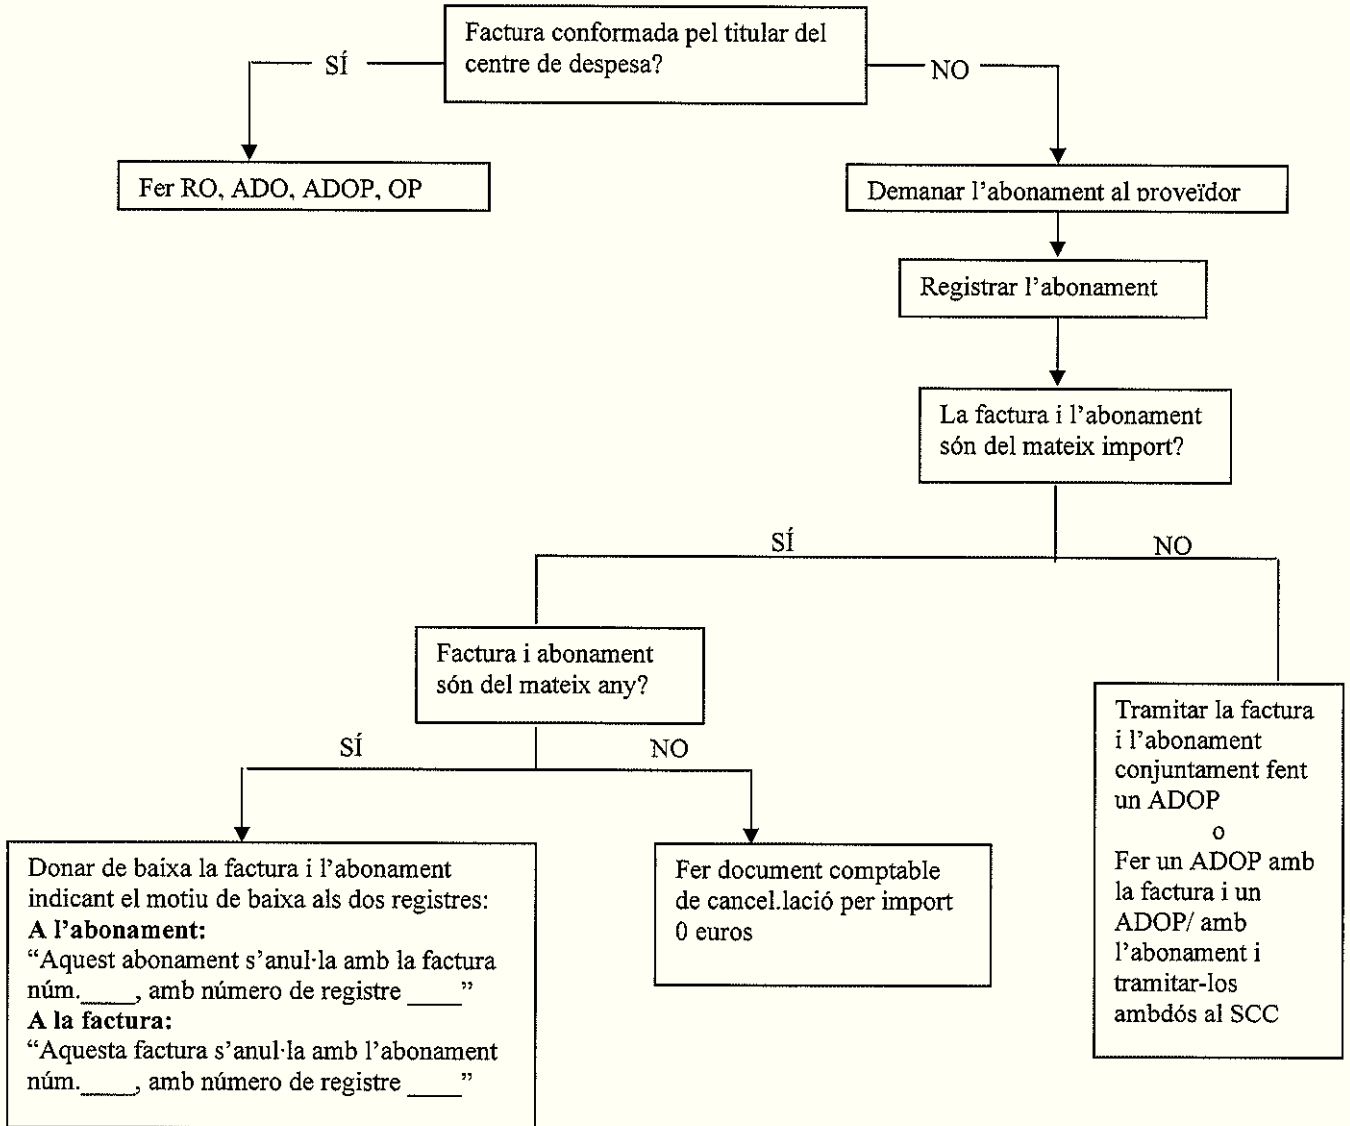 Factura conformada pel titular del
centre de despesa?
SÍ
NO
Fer RO, ADO, ADOP, OP
Demanar l'abonament al proveïdor
Registrar l'abonament
La factura i l'abonament
són del mateix import?
SÍ
NO
Factura i abonament
són del mateix any?
SÍ
NO
Donar de baixa la factura i l'abonament
indicant el motiu de baixa als dos registres:
A l'abonament:
“Aquest abonament s'anul·la amb la factura
núm.____, amb número de registre ____”
A la factura:
“Aquesta factura s'anul·la amb l'abonament
núm.____, amb número de registre ____”
Fer document comptable
de cancel.lació per import
0 euros
Tramitar la factura
i l'abonament
conjuntament fent
un ADOP
o
Fer un ADOP amb
la factura i un
ADOP/ amb
l'abonament i
tramitar-los
ambdós al SCC